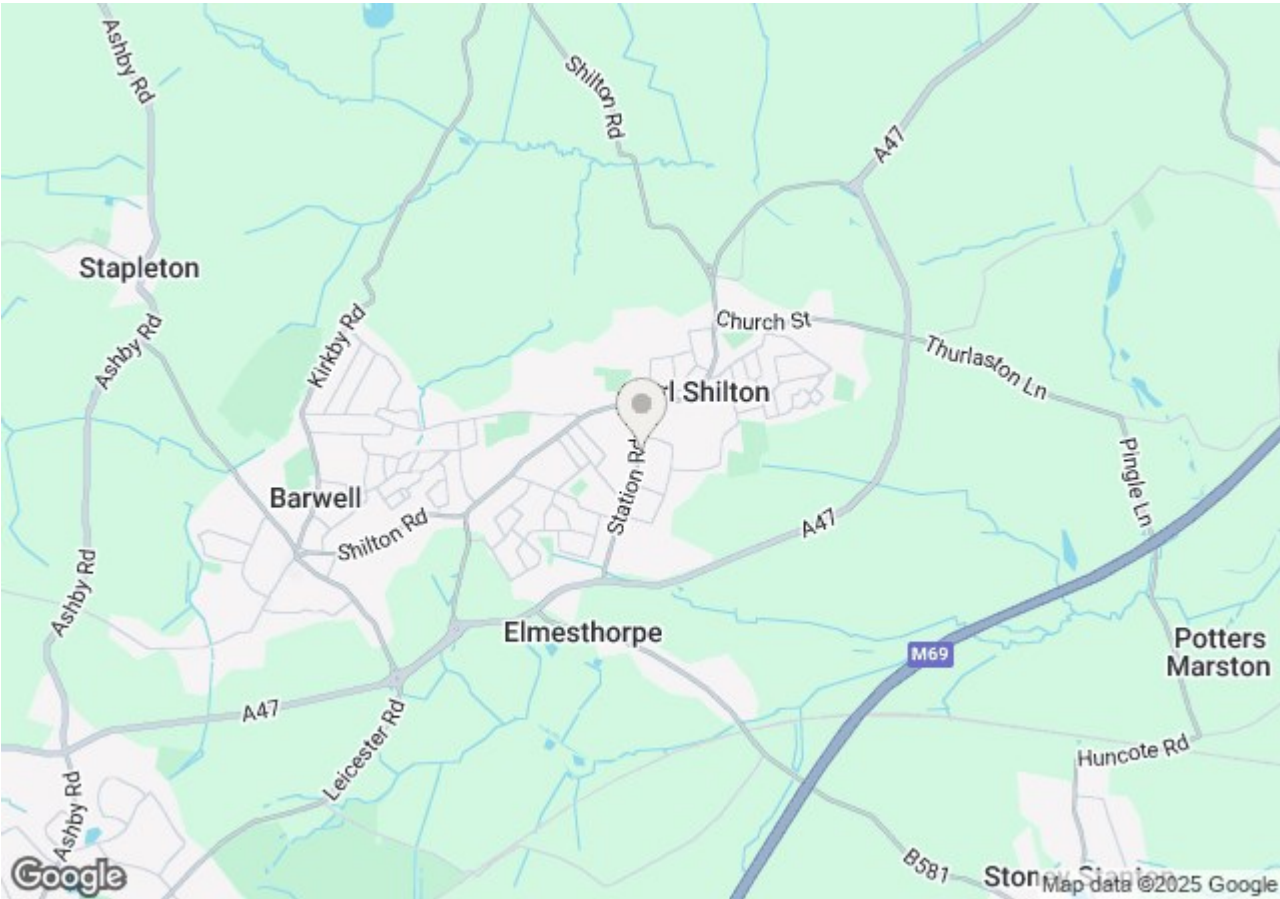 Ashby Rd
Shilton Rd
A47
Stapleton
Church St
Kirkby Rd
Ashby Rd
Thurlaston Ln
Shilton
Pingle Ln
Station Rd
Barwell
Shilton Rd
A47
Ashby Rd
Elmesthorpe
M69
Potters
Marston
A47
Leicester Rd
Huncote Rd
Ashby Rd
B581
Google
Map data ©2025 Google